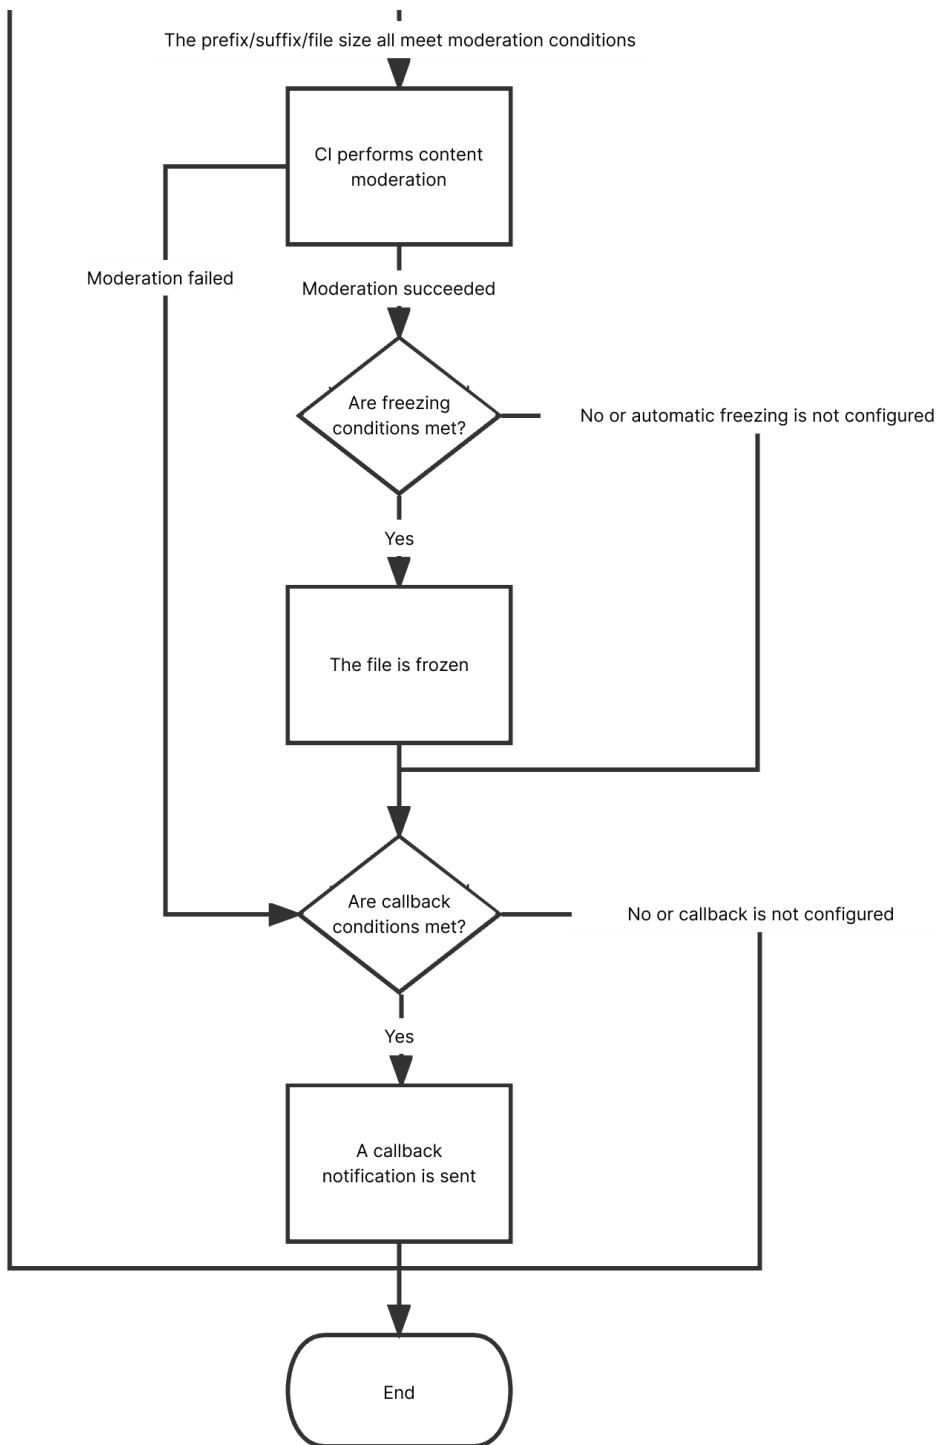 The prefix/suffix/file size all meet moderation conditions
CI performs content
moderation
Moderation failed
Moderation succeeded
Are freezing
conditions met?
No or automatic freezing is not configured
Yes
The file is frozen
Are callback
conditions met?
No or callback is not configured
Yes
A callback
notification is sent
End